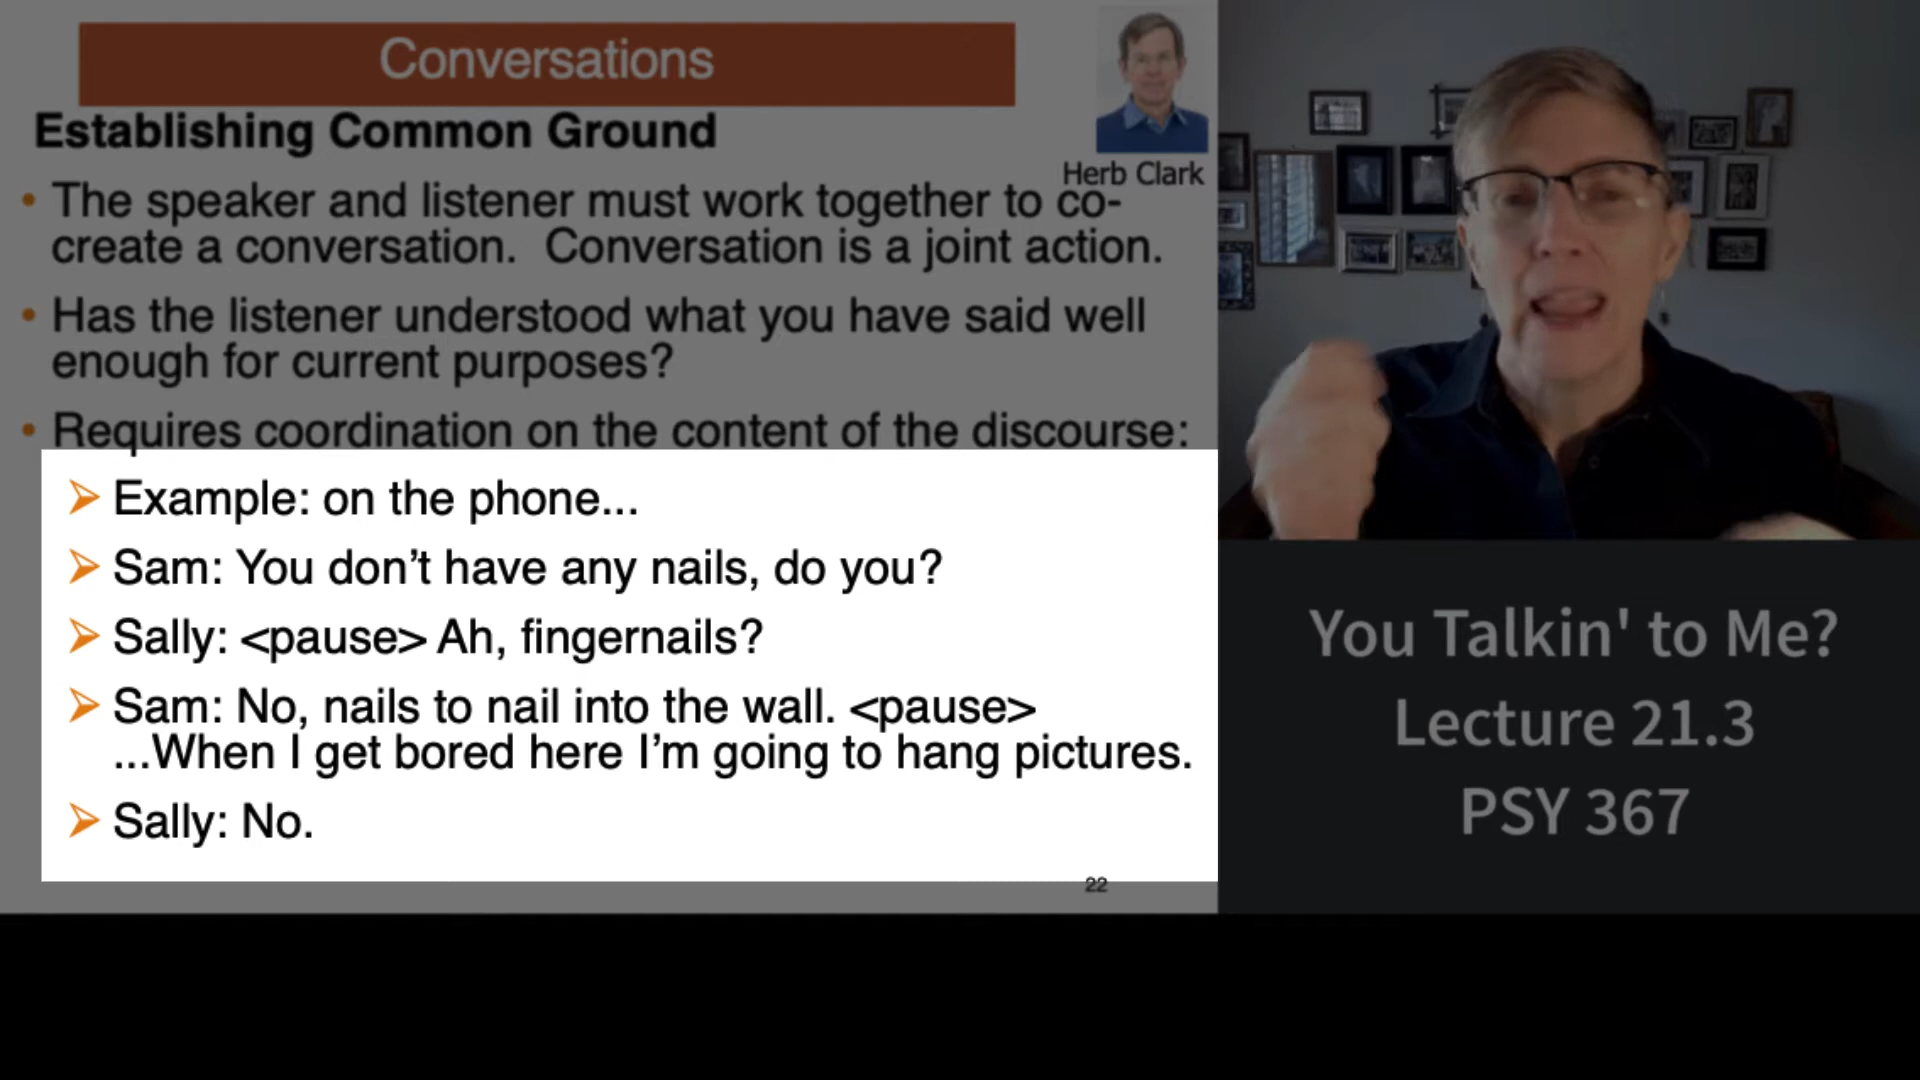 Conversations
Establishing Common Ground
Herb Clark
• The speaker and listener must work together to co-
create a conversation.  Conversation is a joint action.
• Has the listener understood what you have said well
enough for current purposes?
• Requires coordination on the content of the discourse:
➢ Example: on the phone...
➢ Sam: You don’t have any nails, do you?
➢ Sally: <pause> Ah, fingernails?
➢ Sam: No, nails to nail into the wall. <pause>
...When I get bored here I’m going to hang pictures.
➢ Sally: No.
22
You Talkin' to Me?
Lecture 21.3
PSY 367